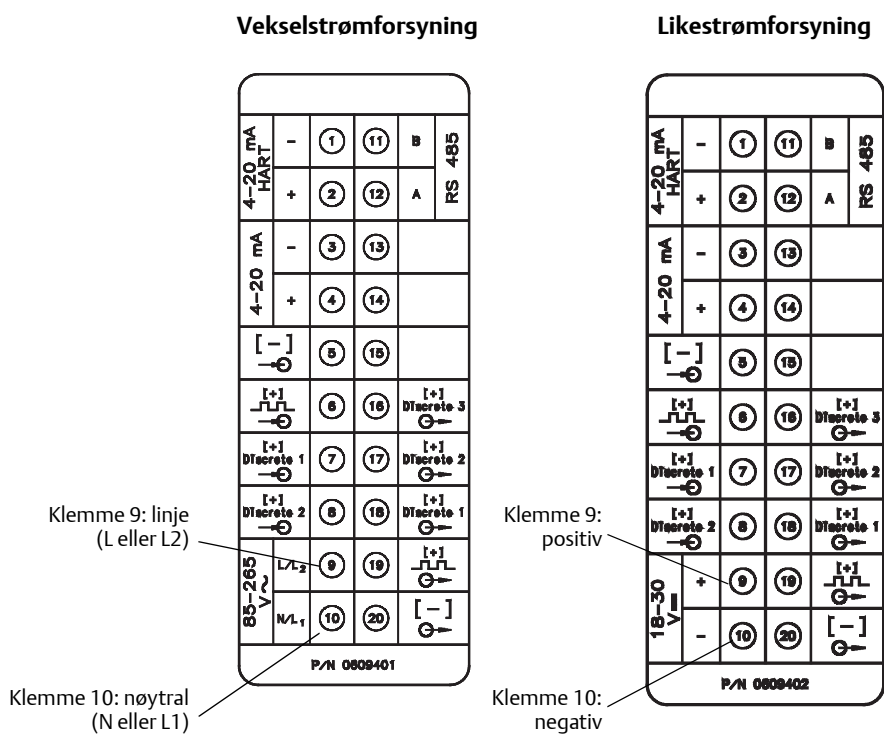 Vekselstrømforsyning
4-20 mA
HART
- 1 11 B
+ 2 12 A
RS 485
4-20 mA
- 3 13
+ 4 14
[-] 5 15
[+] 6 16 [+]
Discrete 3
[+] 7 17 [+]
Discrete 1 Discrete 2
[+] 8 18 [+]
Discrete 2 Discrete 1
85-265
V~
L/L2 9 19 [+]
N/L1 10 20 [-]
P/N 0609401
Klemme 9: linje
(L eller L2)
Klemme 10: nøytral
(N eller L1)
Likestrømforsyning
4-20 mA
HART
- 1 11 B
+ 2 12 A
RS 485
4-20 mA
- 3 13
+ 4 14
[-] 5 15
[+] 6 16 [+]
Discrete 3
[+] 7 17 [+]
Discrete 1 Discrete 2
[+] 8 18 [+]
Discrete 2 Discrete 1
18-30
V
+ 9 19 [+]
- 10 20 [-]
P/N 0609402
Klemme 9:
positiv
Klemme 10:
negativ